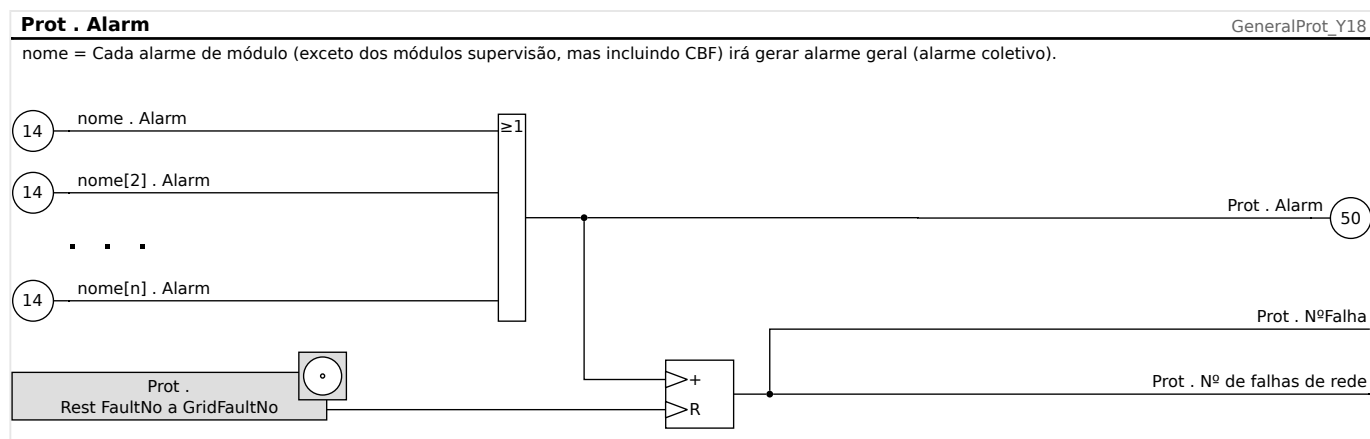 Prot . Alarm
GeneralProt_Y18
nome = Cada alarme de módulo (exceto dos módulos supervisão, mas incluindo CBF) irá gerar alarme geral (alarme coletivo).
14
nome . Alarm
≥1
14
nome[2] . Alarm
Prot . Alarm
50
. . .
14
nome[n] . Alarm
Prot . NºFalha
Prot .
Rest FaultNo a GridFaultNo
+
R
Prot . Nº de falhas de rede